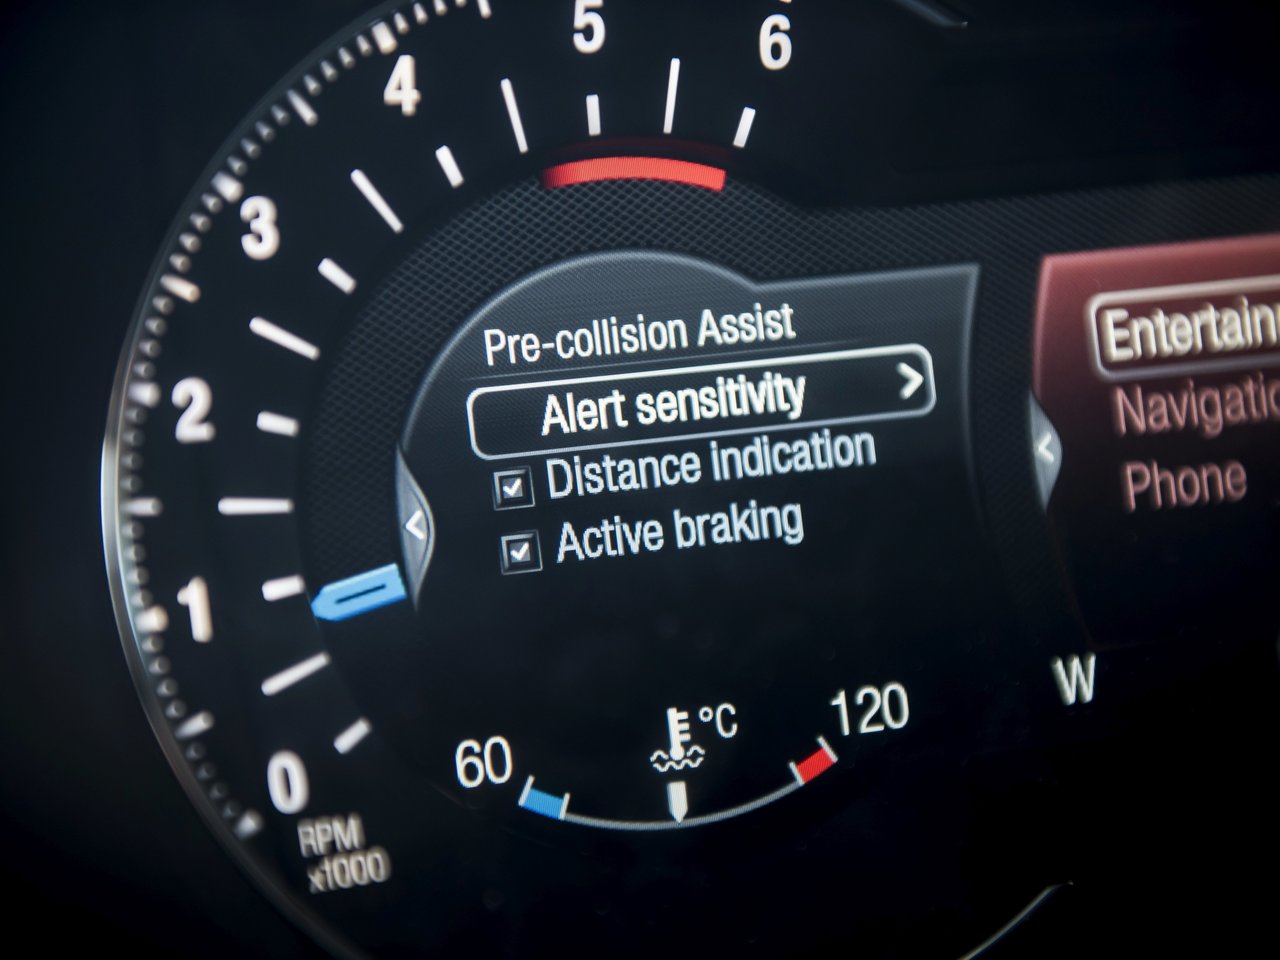 5
6
4
3
2
1
0
RPM
x1000
Pre-collision Assist
Alert sensitivity >
Distance indication
Active braking
<
60
°C
120
<
Entertain
Navigatio
Phone
W